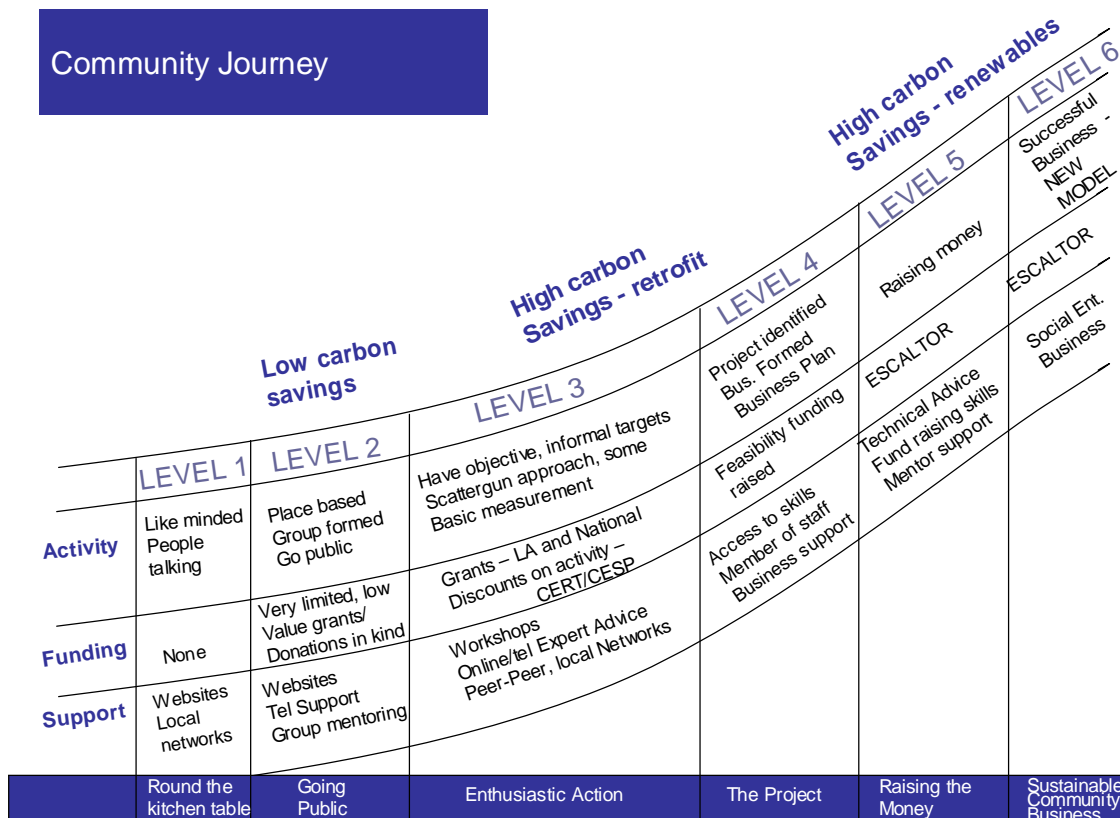 Community Journey
Low carbon
savings
High carbon
Savings - retrofit
High carbon
Savings - renewables
LEVEL 1
LEVEL 2
LEVEL 3
LEVEL 4
LEVEL 5
LEVEL 6
Activity
Like minded
People
talking
Place based
Group formed
Go public
Have objective, informal targets
Scattergun approach, some
Basic measurement
Project identified
Bus. Formed
Business Plan
Raising money
Successful
Business -
NEW
MODEL
Funding
None
Very limited, low
Value grants/
Donations in kind
Grants – LA and National
Discounts on activity –
CERT/CESP
Feasibility funding
raised
ESCALTOR
ESCALTOR
Support
Websites
Local
networks
Websites
Tel Support
Group mentoring
Workshops
Online/tel Expert Advice
Peer-Peer, local Networks
Access to skills
Member of staff
Business support
Technical Advice
Fund raising skills
Mentor support
Social Ent.
Business
Round the
kitchen table
Going
Public
Enthusiastic Action
The Project
Raising the
Money
Sustainable
Community
Business